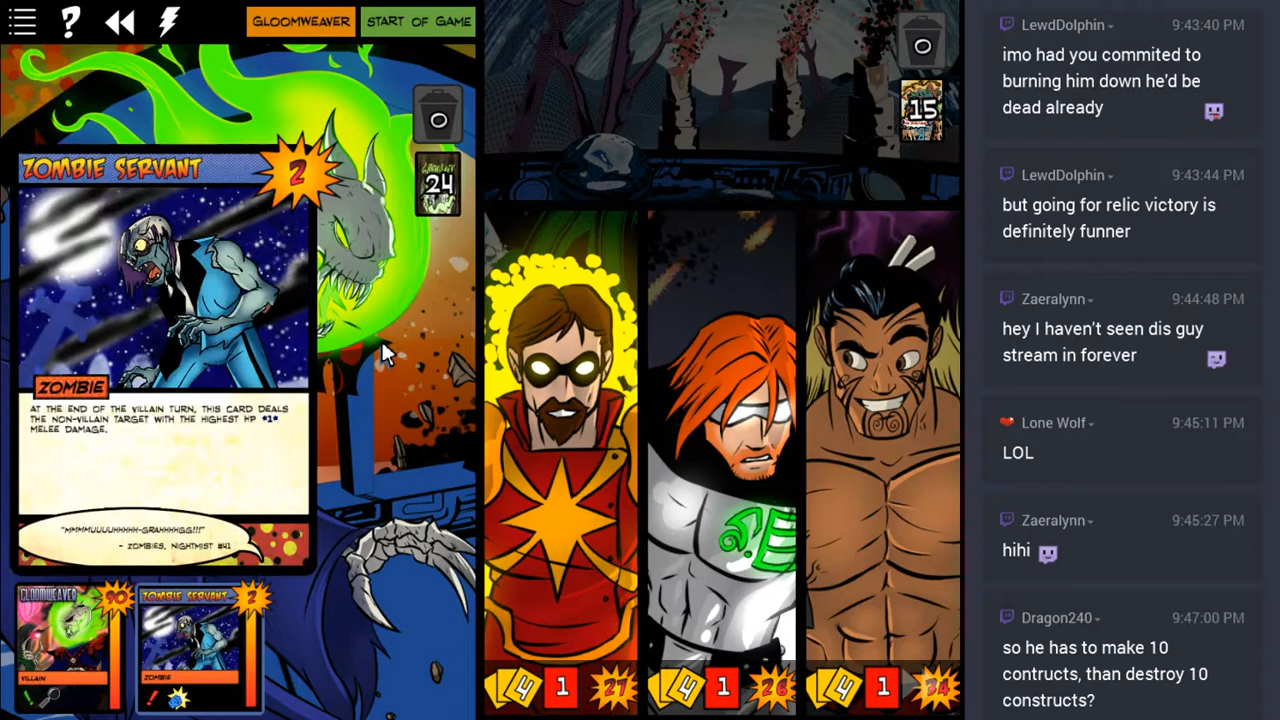 GLOOMWEAVER
START OF GAME
0
24
ZOMBIE SERVANT
2
ZOMBIE
AT THE END OF THE VILLAIN TURN, THIS CARD DEALS
THE NON-VILLAIN TARGET WITH THE HIGHEST HP *1*
MELEE DAMAGE.
"MMMMUUUUHHHHH-GRAHHHHGG!!!"
- ZOMBIES, NIGHTMIST #41
GLOOMWEAVER
90
VILLAIN
ZOMBIE SERVANT
2
ZOMBIE
0
15
4
1
27
4
1
26
4
1
34
LewdDolphin
9:43:40 PM
imo had you commited to
burning him down he'd be
dead already
LewdDolphin
9:43:44 PM
but going for relic victory is
definitely funner
Zaeralynn
9:44:48 PM
hey I haven't seen dis guy
stream in forever
Lone Wolf
9:45:11 PM
LOL
Zaeralynn
9:45:27 PM
hihi
Dragon240
9:47:00 PM
so he has to make 10
contructs, than destroy 10
constructs?